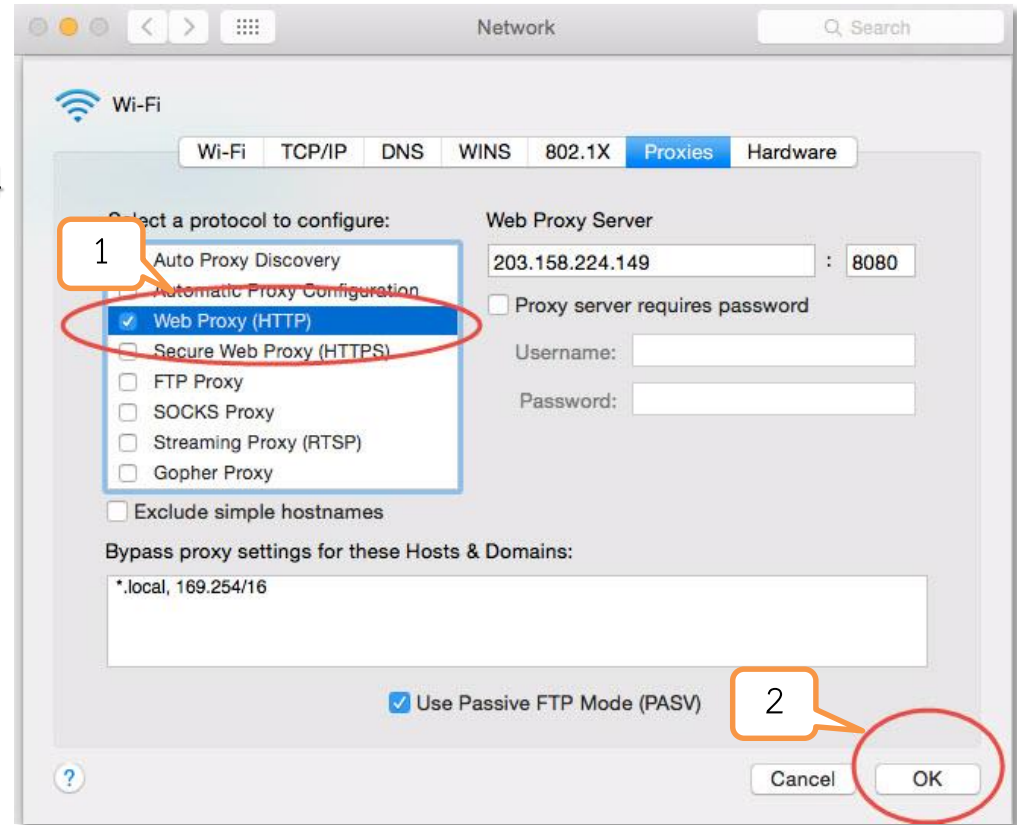 Network
Search
Wi-Fi
Wi-Fi TCP/IP DNS WINS 802.1X Proxies Hardware
Select a protocol to configure:
1
Auto Proxy Discovery
Automatic Proxy Configuration
Web Proxy (HTTP)
Secure Web Proxy (HTTPS)
FTP Proxy
SOCKS Proxy
Streaming Proxy (RTSP)
Gopher Proxy
Web Proxy Server
203.158.224.149 : 8080
Proxy server requires password
Username:
Password:
Exclude simple hostnames
Bypass proxy settings for these Hosts & Domains:
*.local, 169.254/16
Use Passive FTP Mode (PASV)
2
?
Cancel OK